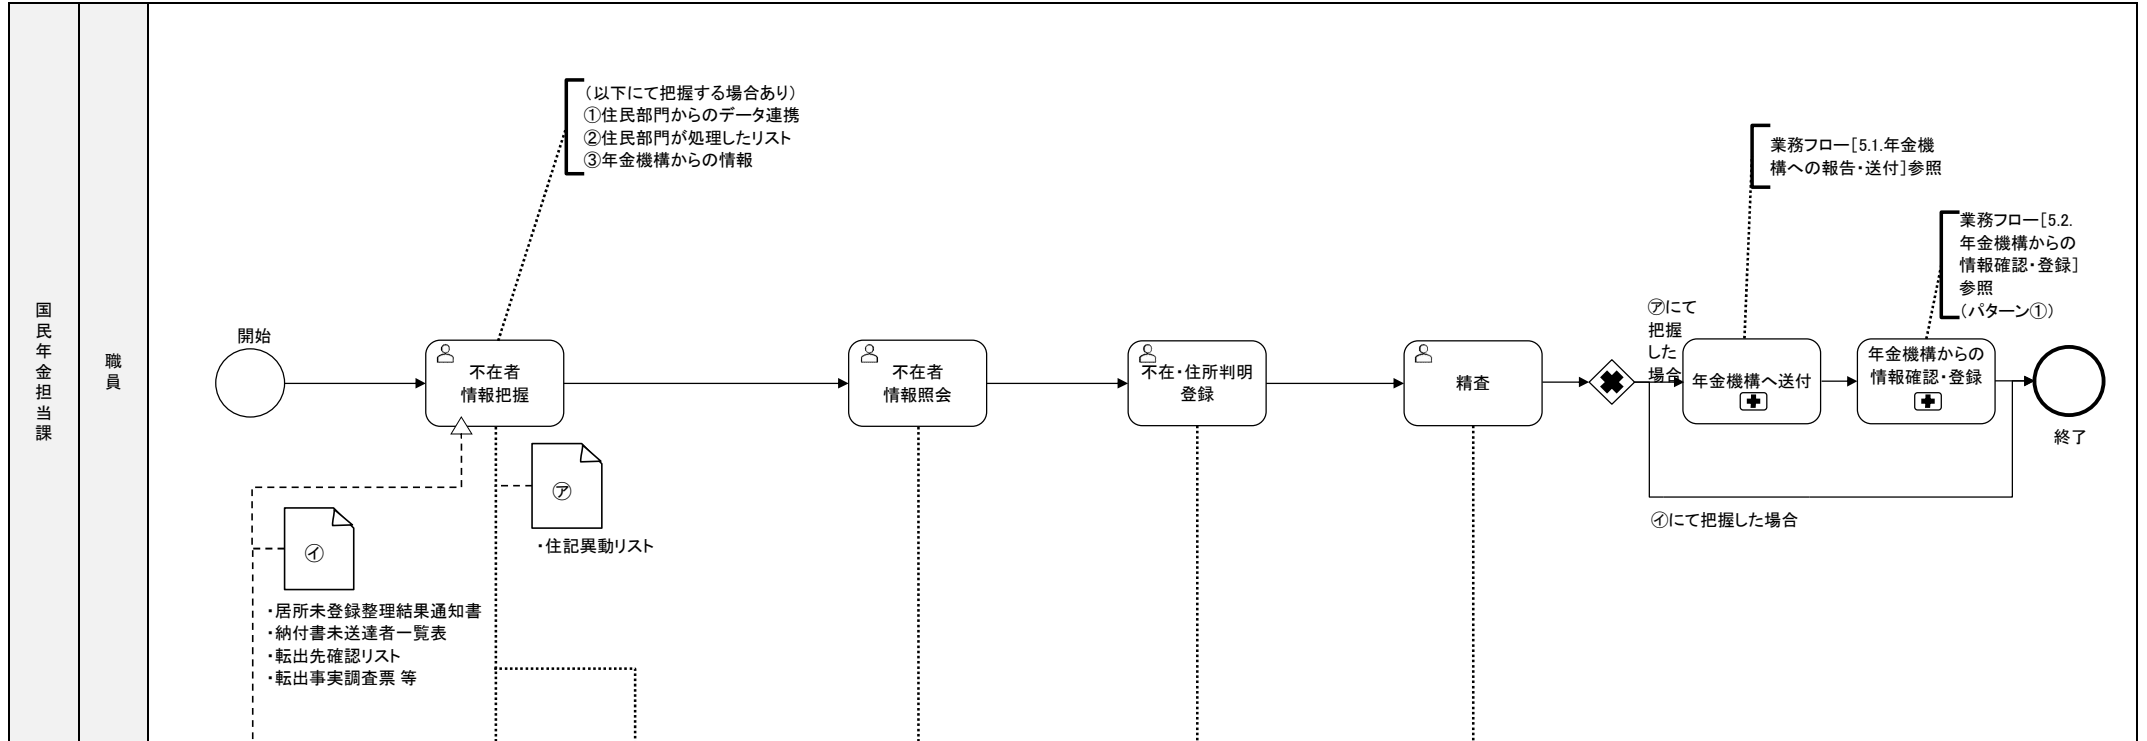 国民年金担当課
職員
開始
（以下にて把握する場合あり）
①住民部門からのデータ連携
②住民部門が処理したリスト
③年金機構からの情報
不在者
情報把握
㋐
・住記異動リスト
㋑
・居所未登録整理結果通知書
・納付書未送達者一覧表
・転出先確認リスト
・転出事実調査票 等
不在者
情報照会
不在・住所判明
登録
精査
㋐にて
把握
した
場合
㋑にて把握した場合
業務フロー[5.1.年金機
構への報告・送付]参照
年金機構へ送付
業務フロー[5.2.
年金機構からの
情報確認・登録]
参照
（パターン①）
年金機構からの
情報確認・登録
終了